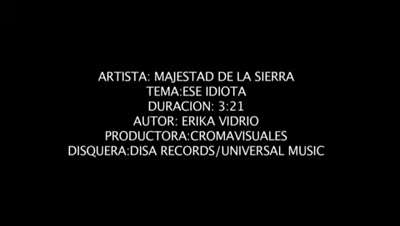 ARTISTA: MAJESTAD DE LA SIERRA
TEMA:ESE IDIOTA
DURACION: 3:21
AUTOR: ERIKA VIDRIO
PRODUCTORA:CROMAVISUALES
DISQUERA:DISA RECORDS/UNIVERSAL MUSIC